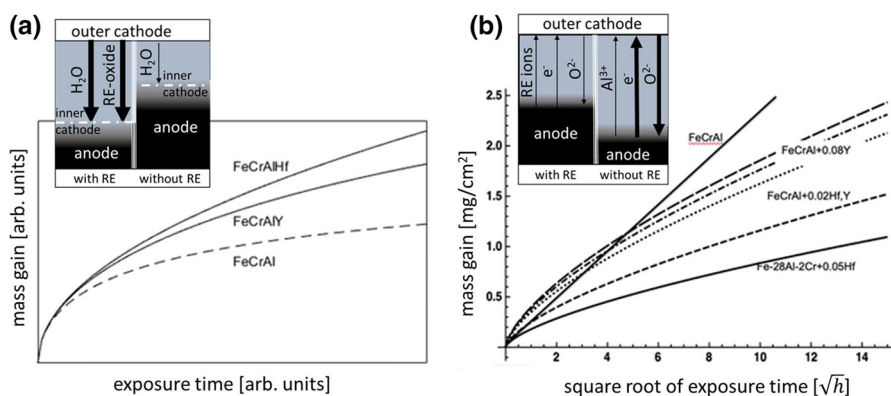 (a)
outer cathode
H₂O
RE-oxide
H₂O
inner
cathode
inner
cathode
anode
anode
with RE
without RE
FeCrAlHf
FeCrAlY
FeCrAl
mass gain [arb. units]
exposure time [arb. units]
(b)
outer cathode
RE ions
e⁻
O²⁻
Al³⁺
e⁻
O²⁻
anode
anode
with RE
without RE
2.5
2.0
1.5
1.0
0.5
FeCrAl
FeCrAl+0.08Y
FeCrAl+0.02Hf,Y
Fe-28Al-2Cr+0.05Hf
2 4 6 8 10 12 14
mass gain [mg/cm²]
square root of exposure time [√h]